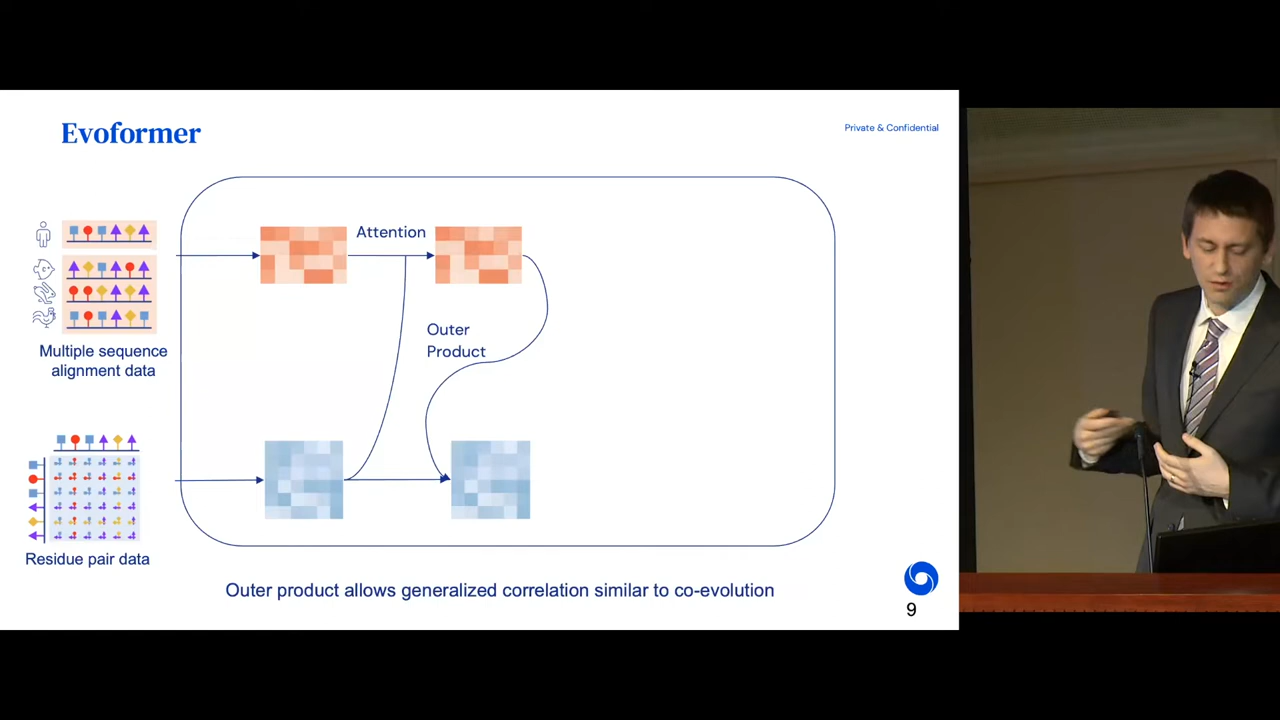 Evoformer
Private & Confidential
Attention
Outer
Product
Multiple sequence
alignment data
Residue pair data
Outer product allows generalized correlation similar to co-evolution
9